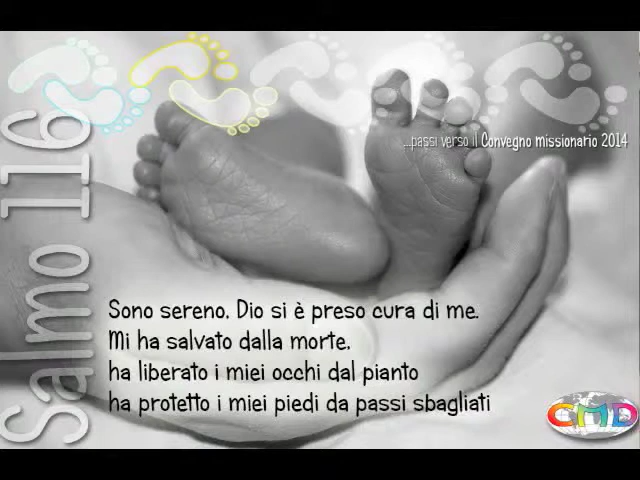 ...passi verso il Convegno missionario 2014
Salmo 116
Sono sereno, Dio si è preso cura di me.
Mi ha salvato dalla morte,
ha liberato i miei occhi dal pianto
ha protetto i miei piedi da passi sbagliati
CMD